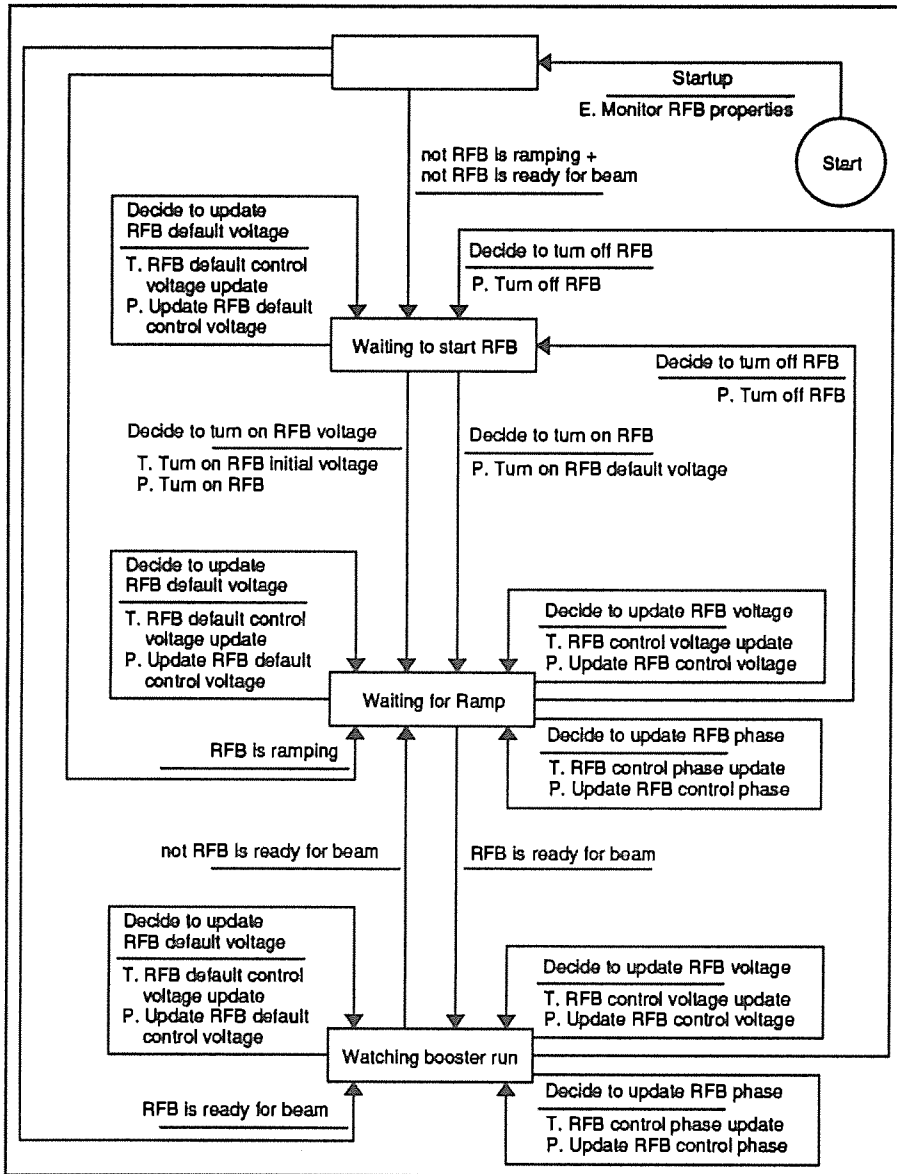 Startup
E. Monitor RFB properties
Start
not RFB is ramping +
not RFB is ready for beam
Decide to update
RFB default voltage
T. RFB default control
voltage update
P. Update RFB default
control voltage
Decide to turn off RFB
P. Turn off RFB
Waiting to start RFB
Decide to turn off RFB
P. Turn off RFB
Decide to turn on RFB voltage
T. Turn on RFB initial voltage
P. Turn on RFB
Decide to turn on RFB
P. Turn on RFB default voltage
Decide to update
RFB default voltage
T. RFB default control
voltage update
P. Update RFB default
control voltage
Decide to update RFB voltage
T. RFB control voltage update
P. Update RFB control voltage
Waiting for Ramp
RFB is ramping
Decide to update RFB phase
T. RFB control phase update
P. Update RFB control phase
not RFB is ready for beam
RFB is ready for beam
Decide to update
RFB default voltage
T. RFB default control
voltage update
P. Update RFB default
control voltage
Decide to update RFB voltage
T. RFB control voltage update
P. Update RFB control voltage
Watching booster run
RFB is ready for beam
Decide to update RFB phase
T. RFB control phase update
P. Update RFB control phase